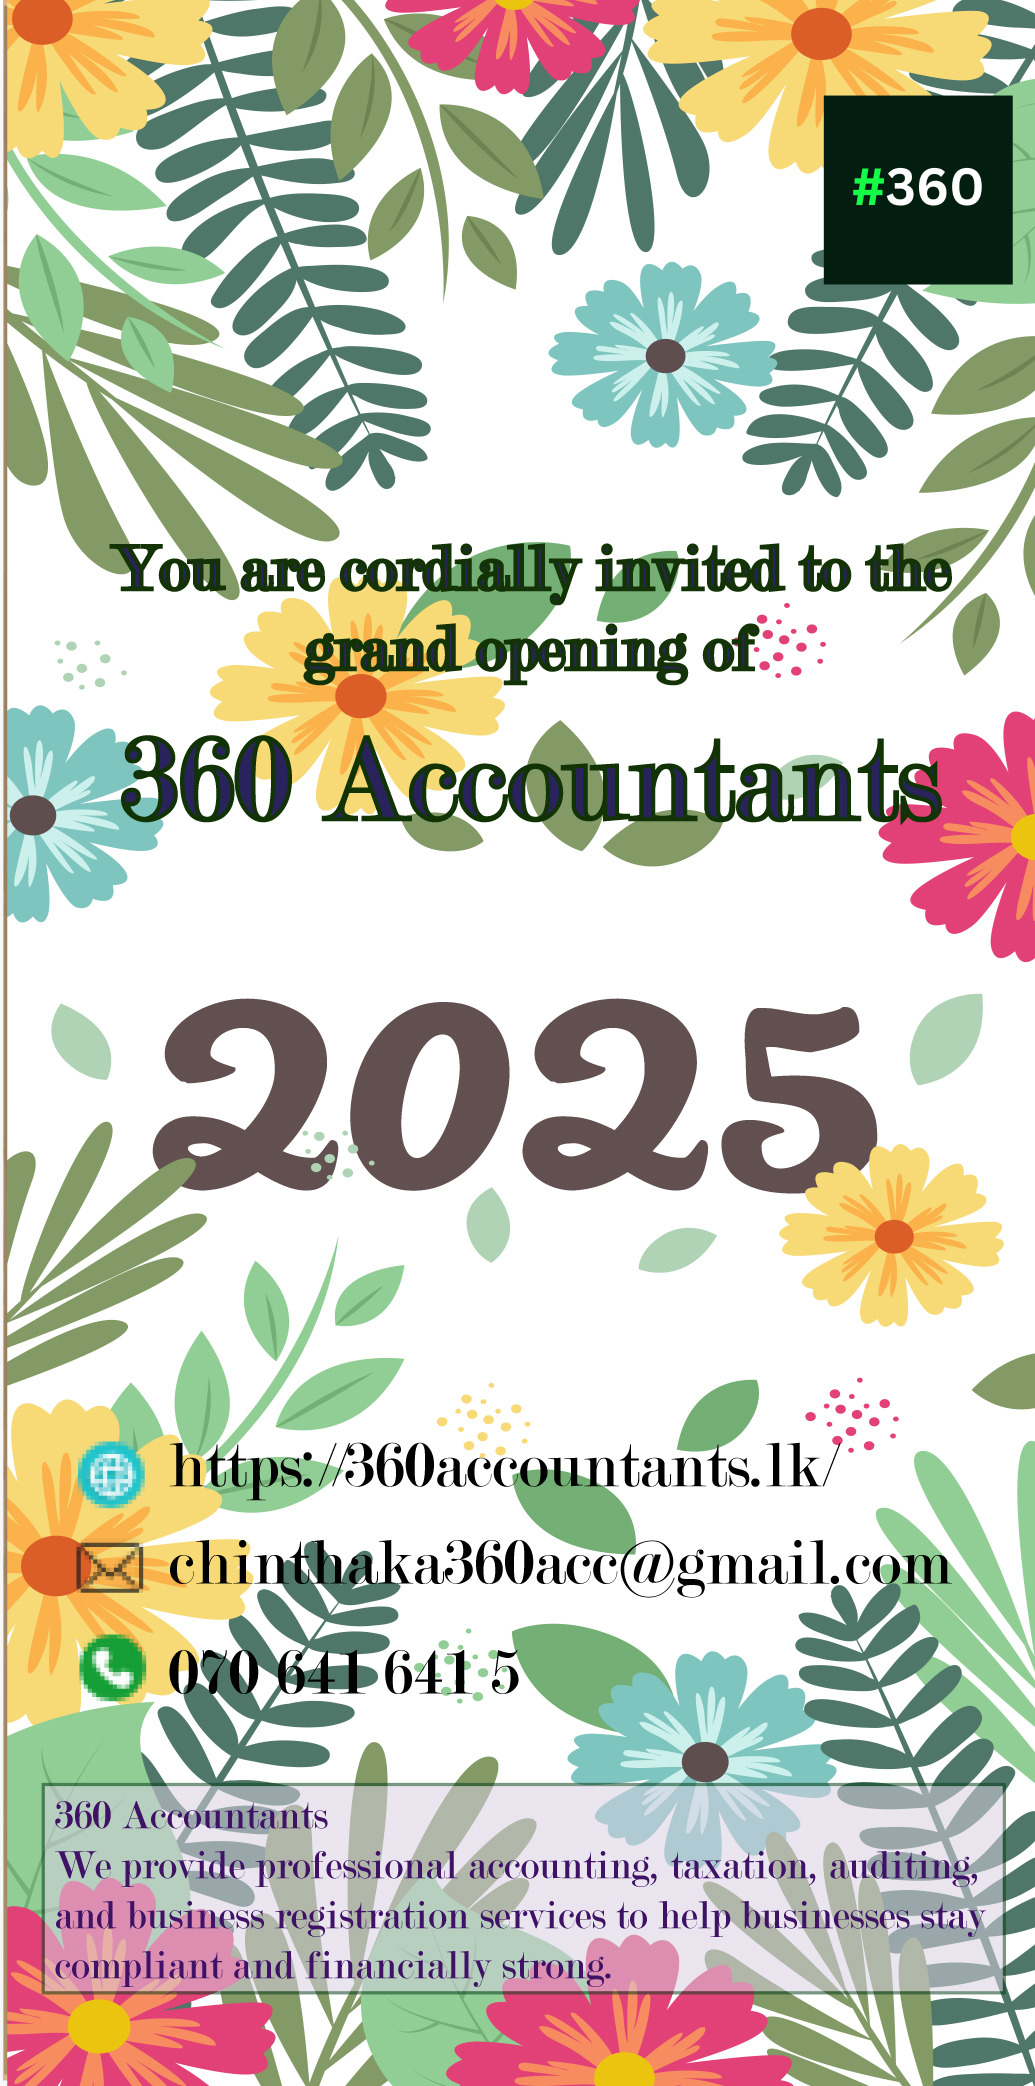 #360
You are cordially invited to the
grand opening of
360 Accountants
2025
https://360accountants.lk/
chinthaka360acc@gmail.com
070 641 641 5
360 Accountants
We provide professional accounting, taxation, auditing,
and business registration services to help businesses stay
compliant and financially strong.